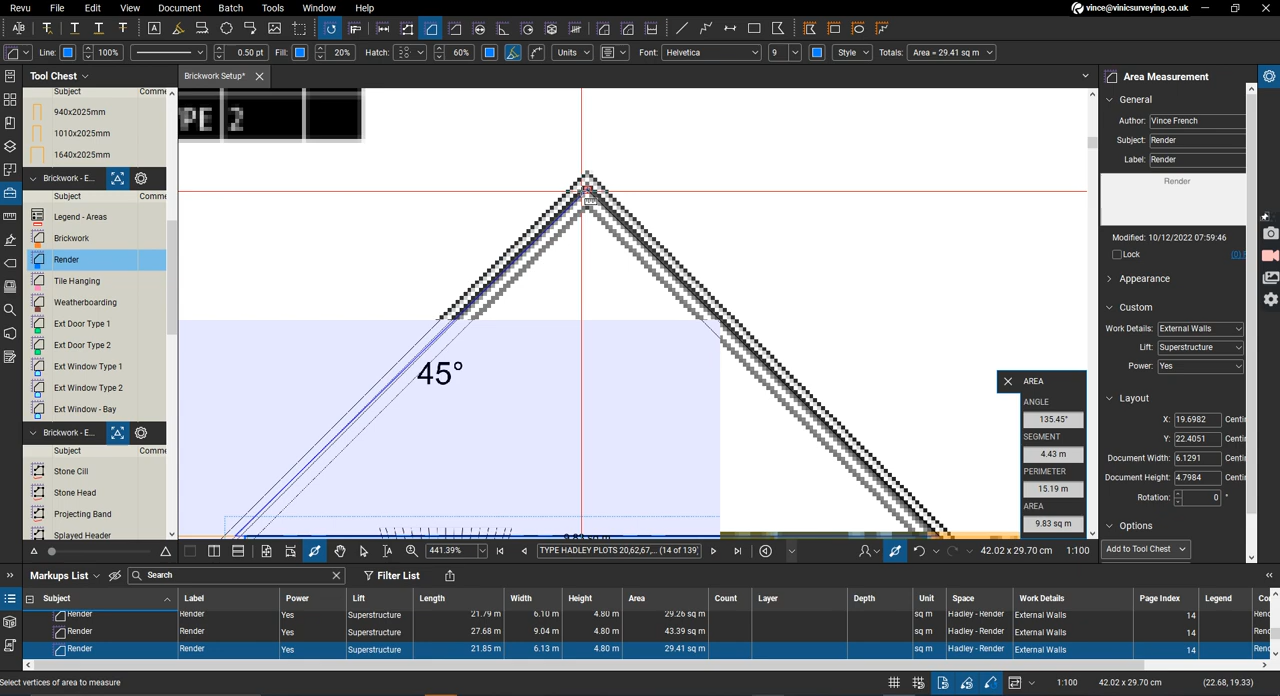 Revu File Edit View Document Batch Tools Window Help vince@vinicsurveying.co.uk
Line: 100% 0.50 pt Fill: 20% Hatch: 60% Units Font: Helvetica 9 Style Totals: Area = 29.41 sq m
Tool Chest
Brickwork Setup*
Subject Comme
940x2025mm
1010x2025mm
1640x2025mm
Brickwork - E...
Subject Comme
Legend - Areas
Brickwork
Render
Tile Hanging
Weatherboarding
Ext Door Type 1
Ext Door Type 2
Ext Window Type 1
Ext Window Type 2
Ext Window - Bay
Brickwork - E...
Subject Comme
Stone Cill
Stone Head
Projecting Band
Splayed Header
PE 2
45°
AREA
ANGLE
135.45°
SEGMENT
4.43 m
PERIMETER
15.19 m
AREA
9.83 sq m
Area Measurement
General
Author: Vince French
Subject: Render
Label: Render
Render
Modified: 10/12/2022 07:59:46
Lock
Appearance
Custom
Work Details: External Walls
Lift: Superstructure
Power: Yes
Layout
X: 19.6982 Centi
Y: 22.4051 Centi
Document Width: 6.1291 Centi
Document Height: 4.7984 Centi
Rotation: 0 °
Options
Add to Tool Chest
441.39% TYPE HADLEY PLOTS 20,62,67,... (14 of 139) 42.02 x 29.70 cm 1:100
Markups List Search Filter List
Subject Label Power Lift Length Width Height Area Count Layer Depth Unit Space Work Details Page Index Legend Co
Render Render Yes Superstructure 21.79 m 6.10 m 4.80 m 29.26 sq m sq m Hadley - Render External Walls 14 Rend
Render Render Yes Superstructure 27.68 m 9.04 m 4.80 m 43.39 sq m sq m Hadley - Render External Walls 14 Rend
Render Render Yes Superstructure 21.85 m 6.13 m 4.80 m 29.41 sq m sq m Hadley - Render External Walls 14 Rend
Select vertices of area to measure 1:100 42.02 x 29.70 cm (22.68, 19.33)